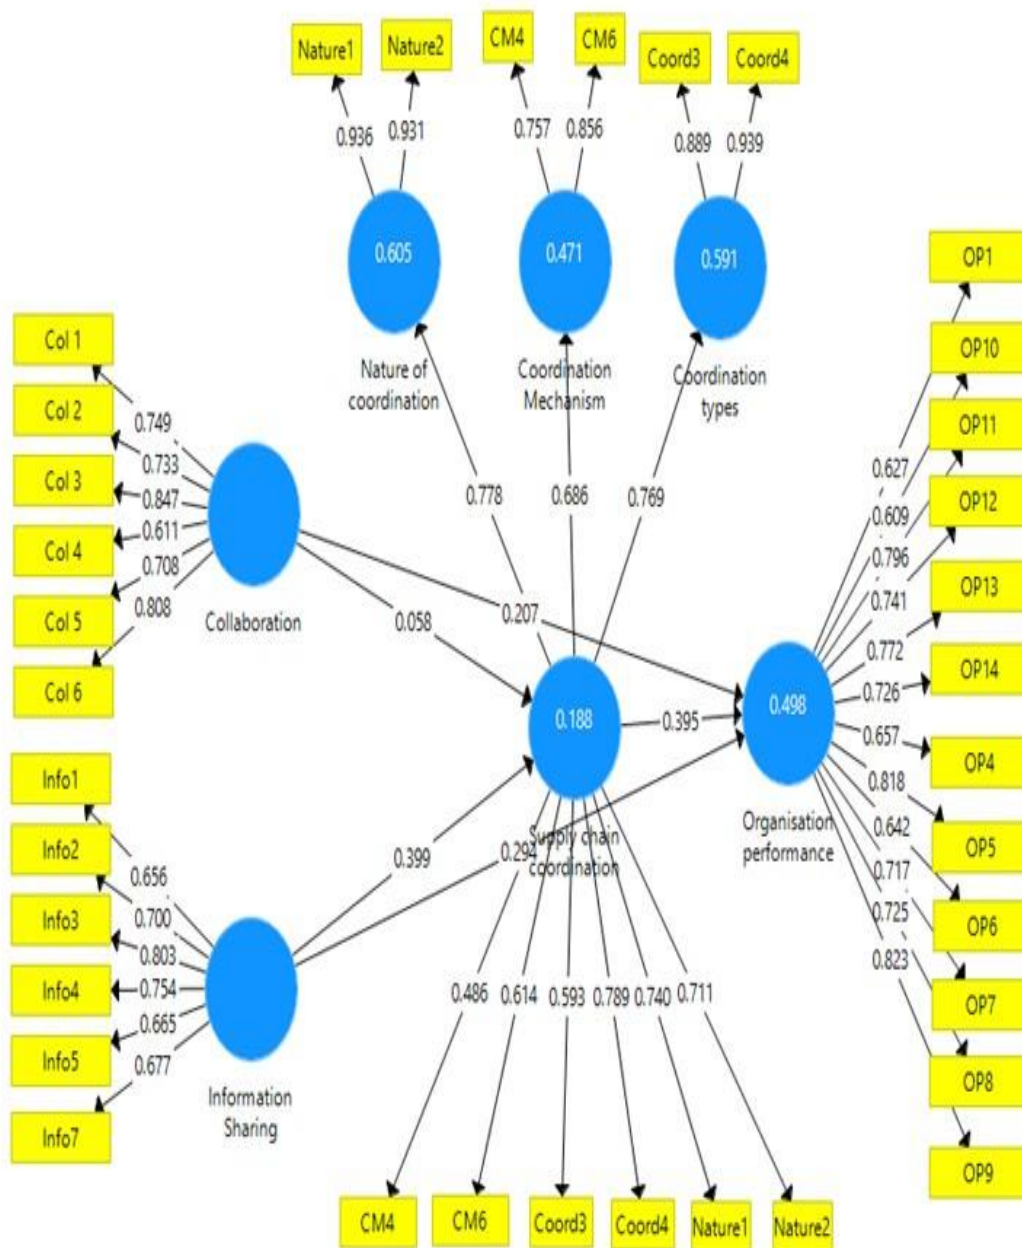 Nature1
Nature2
CM4
CM6
Coord3
Coord4
0.936
0.931
0.757
0.856
0.889
0.939
0.605
0.471
0.591
Nature of
coordination
Coordination
Mechanism
Coordination
types
0.778
0.686
0.769
Col 1
Col 2
Col 3
Col 4
Col 5
Col 6
0.749
0.733
0.847
0.611
0.708
0.808
Collaboration
0.058
0.207
Info1
Info2
Info3
Info4
Info5
Info7
0.656
0.700
0.803
0.754
0.665
0.677
Information
Sharing
0.399
0.294
0.188
Supply chain
coordination
0.395
0.498
Organisation
performance
OP1
OP10
OP11
OP12
OP13
OP14
OP4
OP5
OP6
OP7
OP8
OP9
0.627
0.609
0.796
0.741
0.772
0.726
0.657
0.818
0.642
0.717
0.725
0.823
0.486
0.614
0.593
0.789
0.740
0.711
CM4
CM6
Coord3
Coord4
Nature1
Nature2